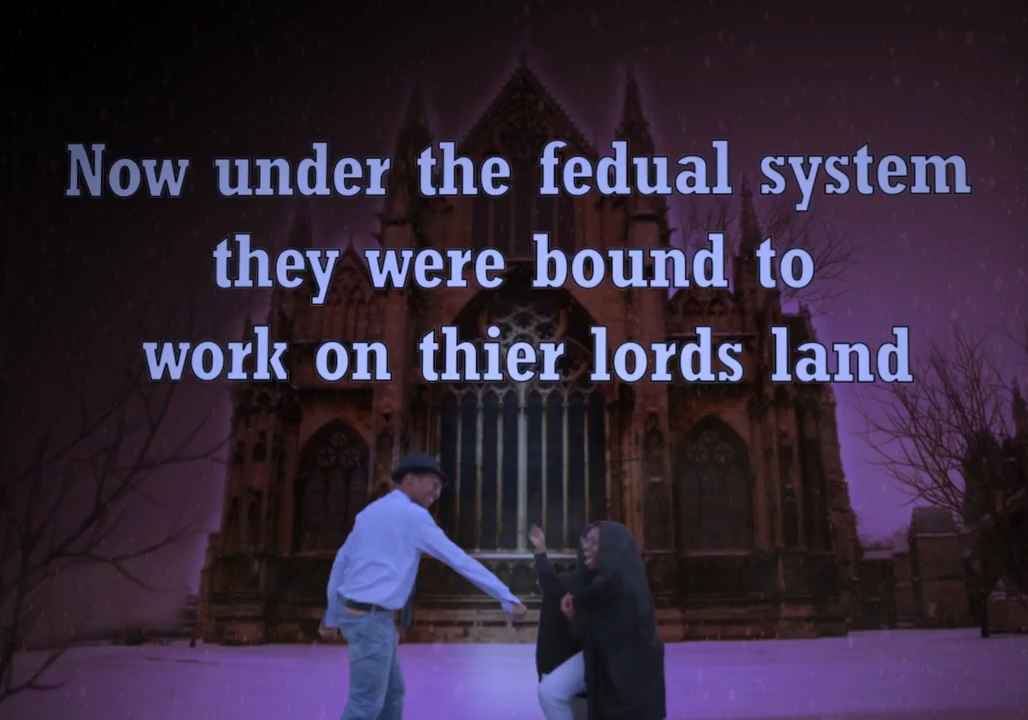 Now under the fedual system
they were bound to
work on thier lords land